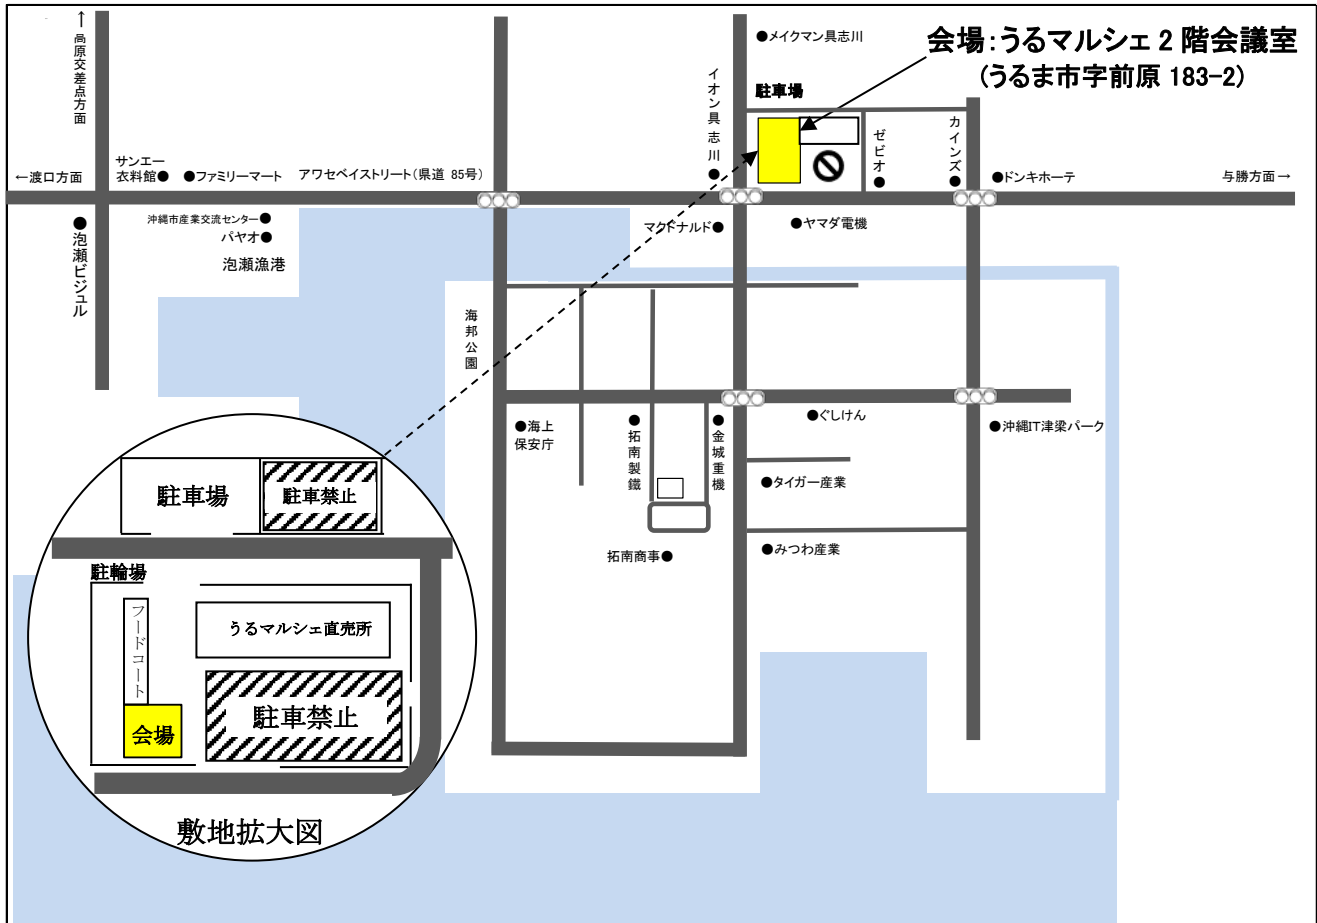 会場:うるマルシェ2階会議室
(うるま市字前原 183-2)
←高原交差点方面
●メイクマン具志川
駐車場
イオン具志川●
ゼビオ●
カインズ●
サンエー
衣料館●
●ファミリーマート
アワセベイストリート(県道 85号)
←渡口方面
●ドンキホーテ
与勝方面→
●泡瀬ビジュル
沖縄市産業交流センター●
パヤオ●
泡瀬漁港
マクドナルド●
●ヤマダ電機
海邦公園
●海上
保安庁
●拓南製鐵
●金城重機
●ぐしけん
●沖縄IT津梁パーク
●タイガー産業
拓南商事●
●みつわ産業
駐車場
駐車禁止
駐輪場
フードコート
うるマルシェ直売所
会場
駐車禁止
敷地拡大図